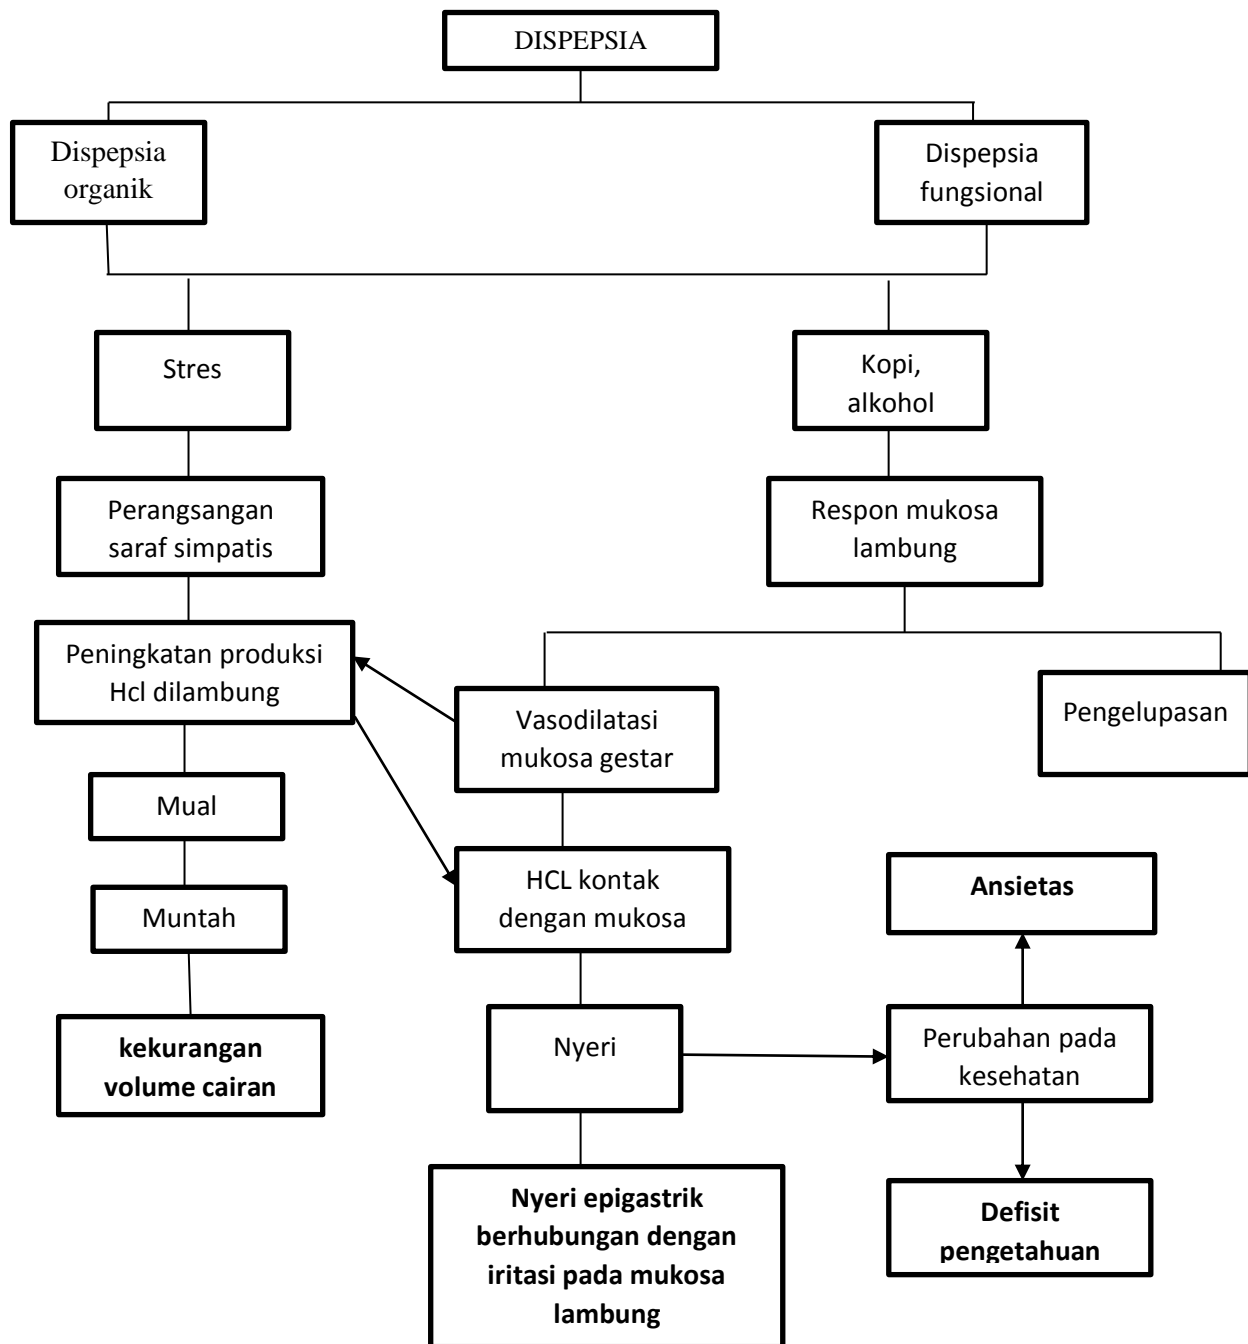 DISPEPSIA
Dispepsia
organik
Dispepsia
fungsional
Stres
Kopi,
alkohol
Perangsangan
saraf simpatis
Respon mukosa
lambung
Peningkatan produksi
Hcl dilambung
Vasodilatasi
mukosa gestar
Pengelupasan
Mual
HCL kontak
dengan mukosa
Ansietas
Muntah
Nyeri
Perubahan pada
kesehatan
kekurangan
volume cairan
Nyeri epigastrik
berhubungan dengan
iritasi pada mukosa
lambung
Defisit
pengetahuan